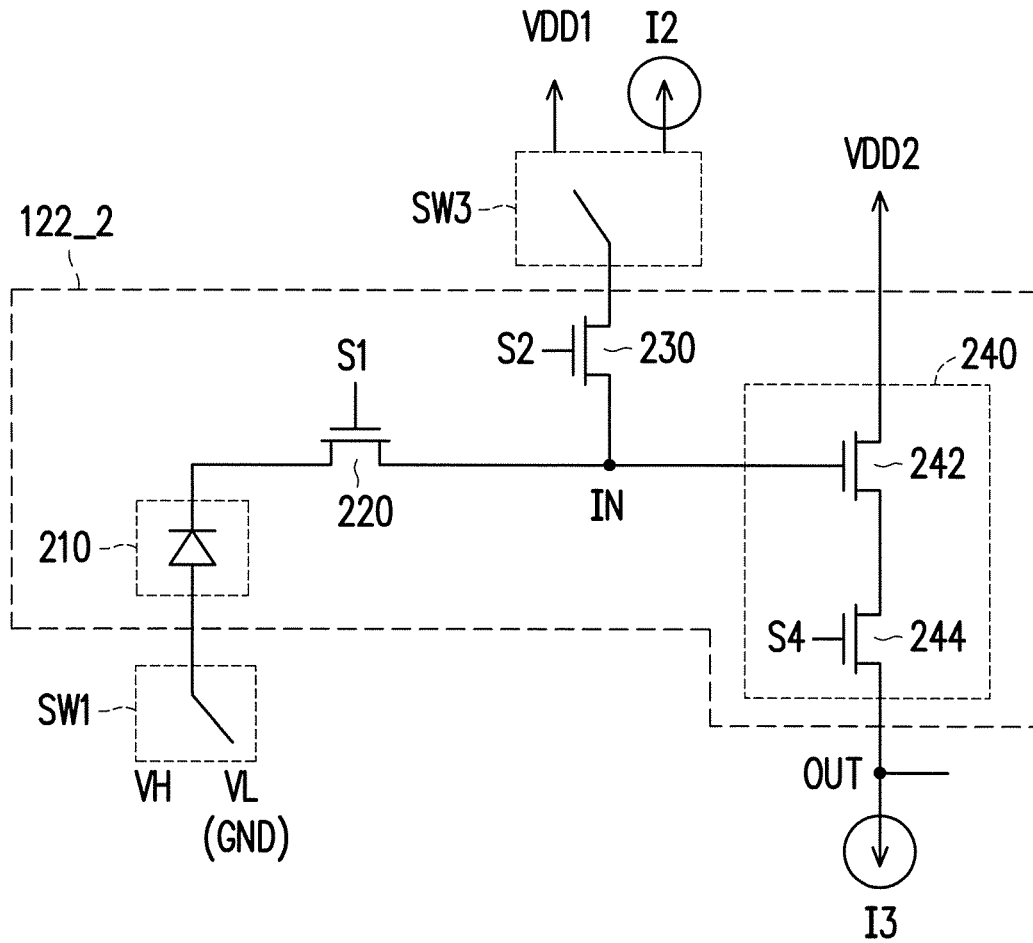 VDD1 I2
VDD2
SW3
122_2
S2 230
240
S1
220
IN
242
210
S4 244
SW1
VH VL
(GND)
OUT
I3